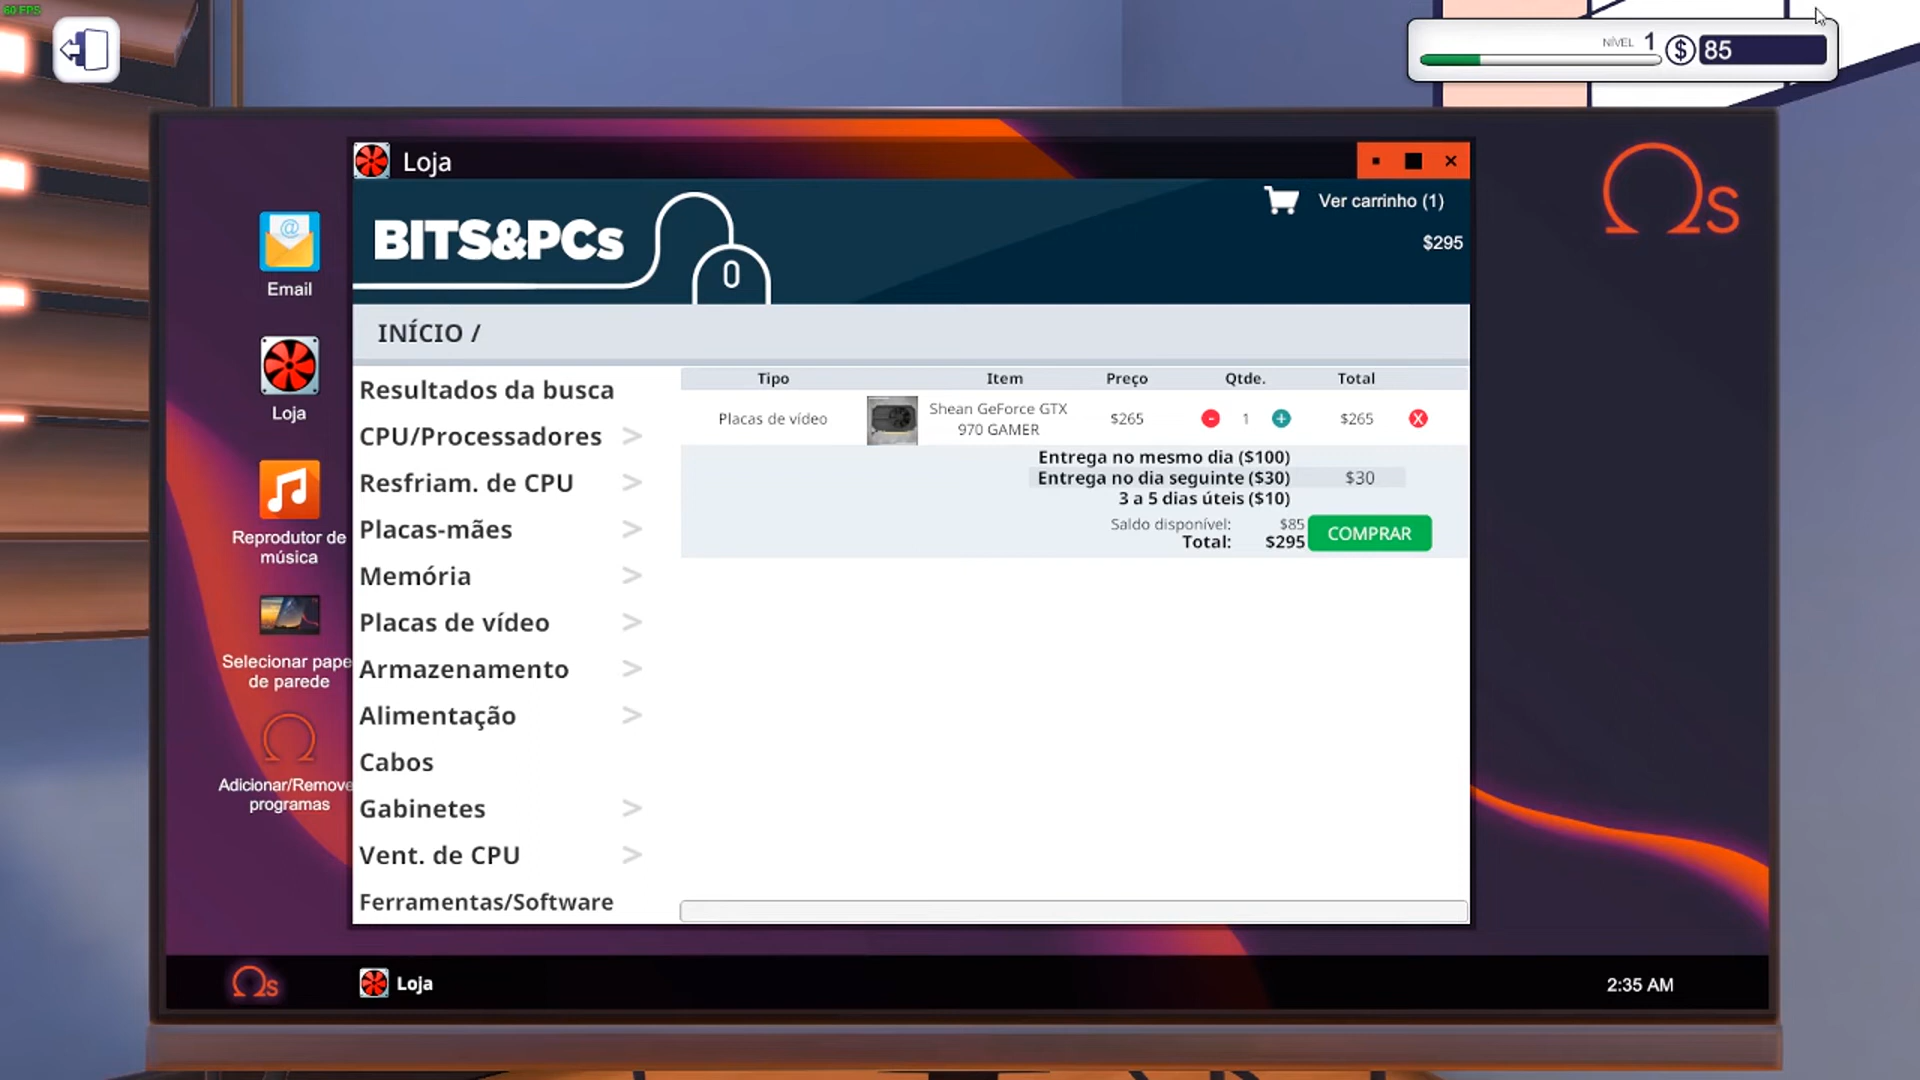 60 FPS
NÍVEL 1
$ 85
Loja
Ver carrinho (1)
$295
BITS&PCs
INÍCIO /
Ωs
Email
Loja
Reprodutor de
música
Selecionar pape
de parede
Adicionar/Remove
programas
Resultados da busca
CPU/Processadores >
Resfriam. de CPU >
Placas-mães >
Memória >
Placas de vídeo >
Armazenamento >
Alimentação >
Cabos
Gabinetes >
Vent. de CPU >
Ferramentas/Software
Tipo Item Preço Qtde. Total
Placas de vídeo Shean GeForce GTX 970 GAMER $265 - 1 + $265 X
Entrega no mesmo dia ($100)
Entrega no dia seguinte ($30) $30
3 a 5 dias úteis ($10)
Saldo disponível: $85
Total: $295
COMPRAR
Ωs
Loja
2:35 AM